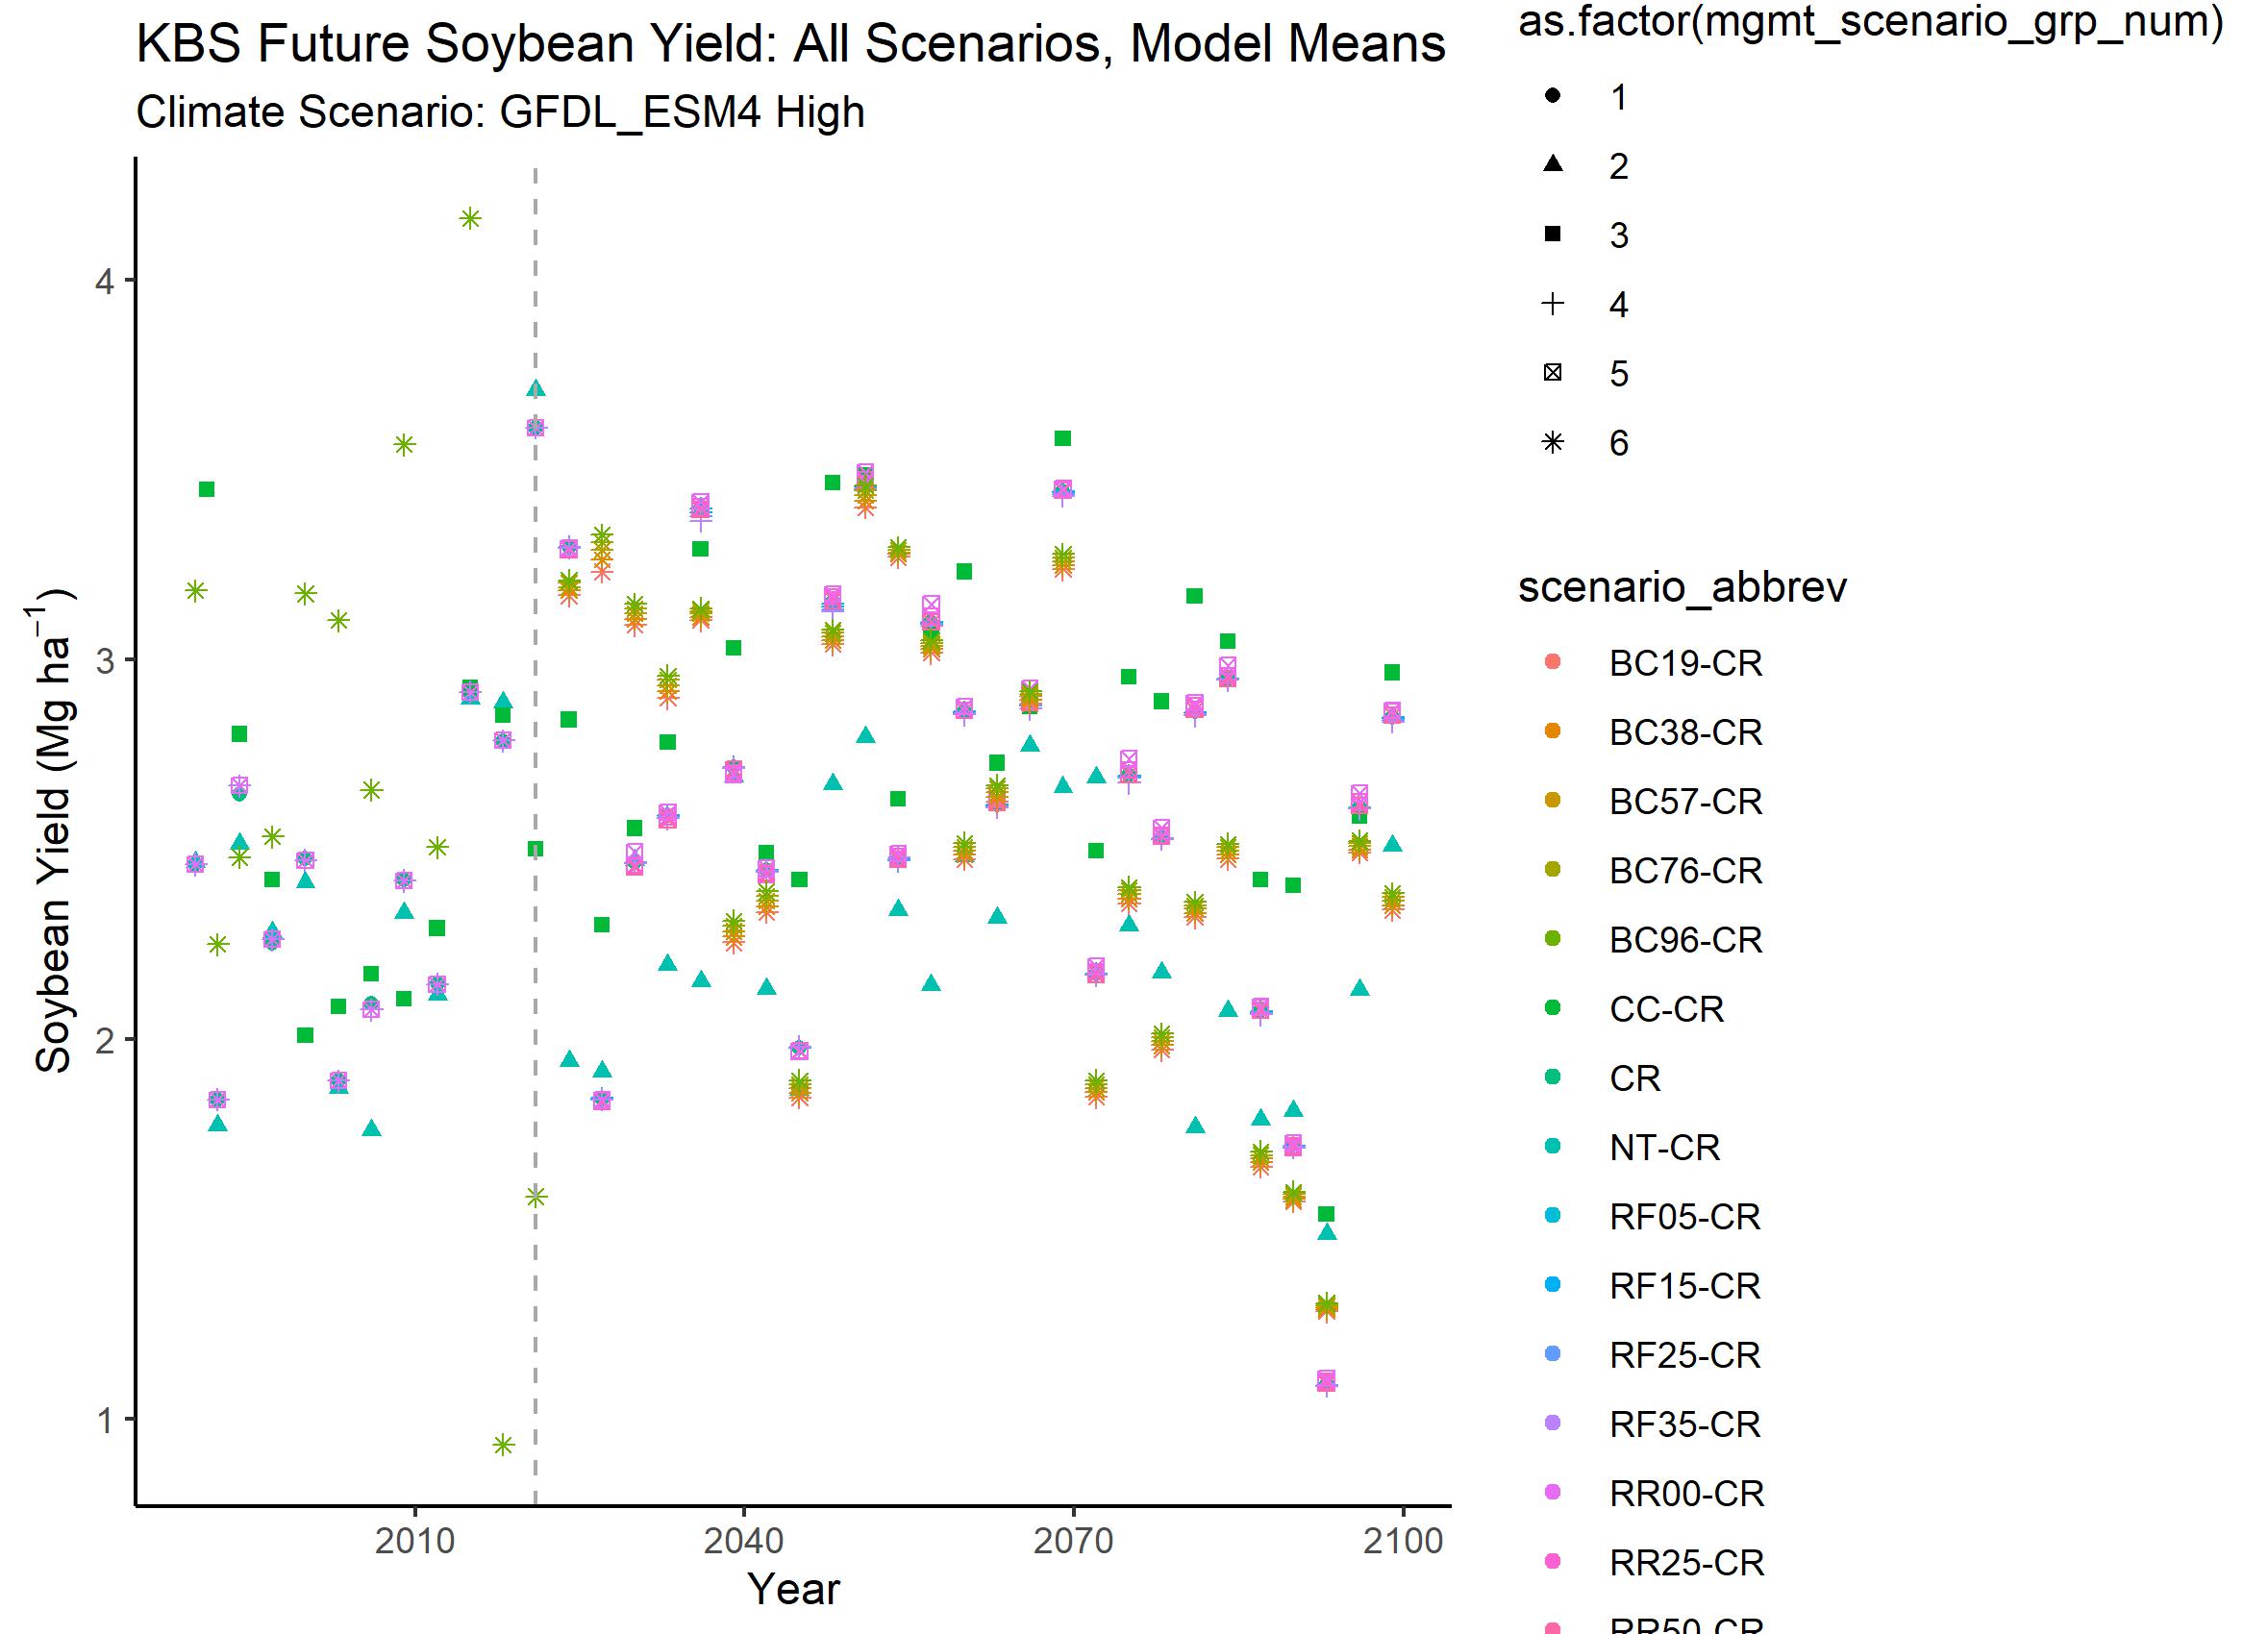 KBS Future Soybean Yield: All Scenarios, Model Means
Climate Scenario: GFDL_ESM4 High
Soybean Yield (Mg ha⁻¹)
4
3
2
1
2010
2040
2070
2100
Year
as.factor(mgmt_scenario_grp_num)
1
2
3
4
5
6
scenario_abbrev
BC19-CR
BC38-CR
BC57-CR
BC76-CR
BC96-CR
CC-CR
CR
NT-CR
RF05-CR
RF15-CR
RF25-CR
RF35-CR
RR00-CR
RR25-CR
RR50-CR